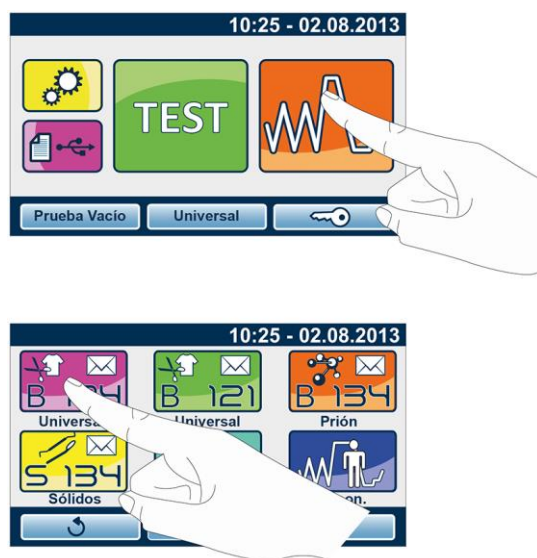 10:25 - 02.08.2013
TEST
Prueba Vacío Universal
10:25 - 02.08.2013
B 134 B 121 B 134
Universal Prión
S 134
Sólidos